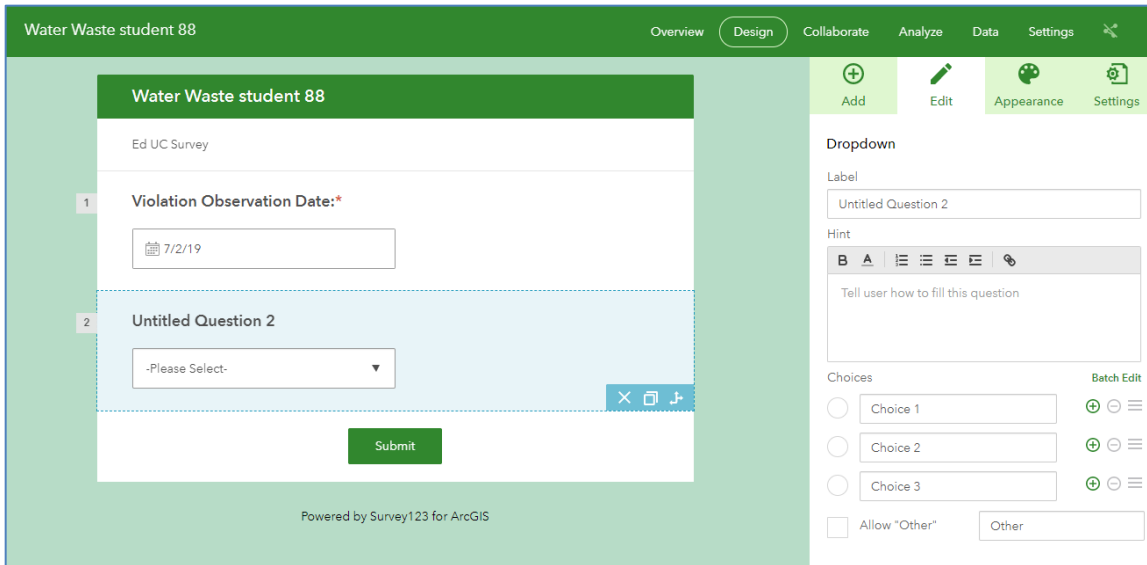 Water Waste student 88
Overview Design Collaborate Analyze Data Settings
Water Waste student 88
Ed UC Survey
1 Violation Observation Date:*
7/2/19
2 Untitled Question 2
-Please Select-
Submit
Powered by Survey123 for ArcGIS
Add Edit Appearance Settings
Dropdown
Label
Untitled Question 2
Hint
B A
Tell user how to fill this question
Choices Batch Edit
Choice 1
Choice 2
Choice 3
Allow "Other" Other